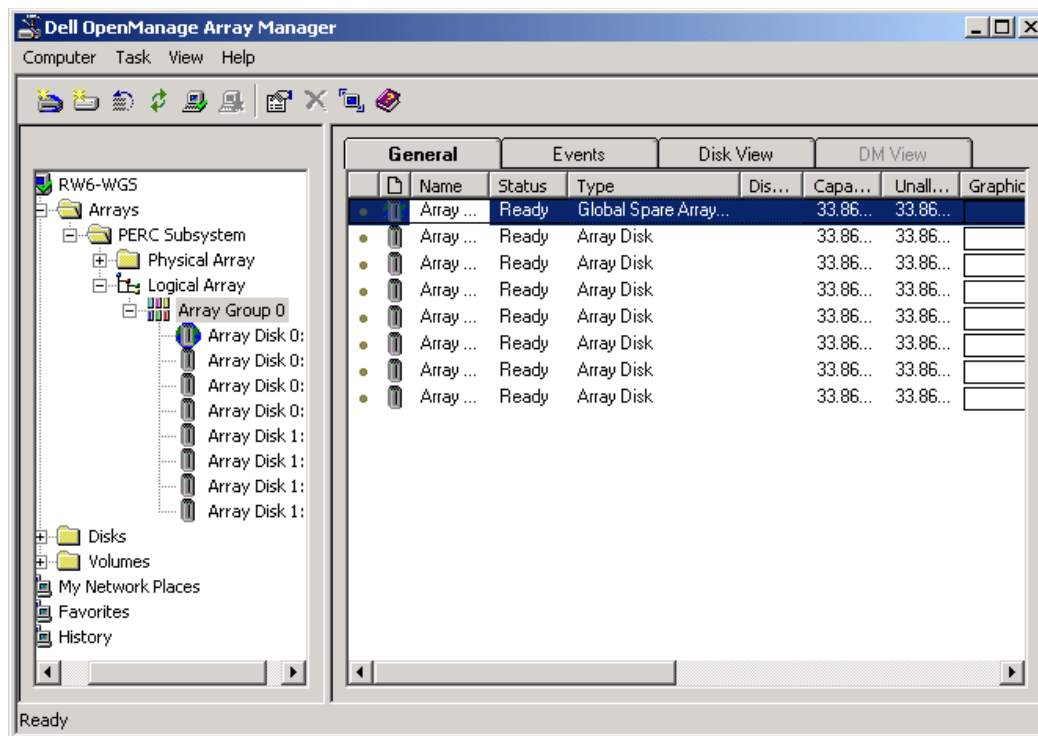 Dell OpenManage Array Manager
Computer Task View Help
RW6-WGS
Arrays
PERC Subsystem
Physical Array
Logical Array
Array Group 0
Array Disk 0:
Array Disk 0:
Array Disk 0:
Array Disk 0:
Array Disk 1:
Array Disk 1:
Array Disk 1:
Array Disk 1:
Disks
Volumes
My Network Places
Favorites
History
General Events Disk View DM View
Name Status Type Dis... Capa... Unall... Graphic
Array ... Ready Global Spare Array... 33.86... 33.86...
Array ... Ready Array Disk 33.86... 33.86...
Array ... Ready Array Disk 33.86... 33.86...
Array ... Ready Array Disk 33.86... 33.86...
Array ... Ready Array Disk 33.86... 33.86...
Array ... Ready Array Disk 33.86... 33.86...
Array ... Ready Array Disk 33.86... 33.86...
Array ... Ready Array Disk 33.86... 33.86...
Ready